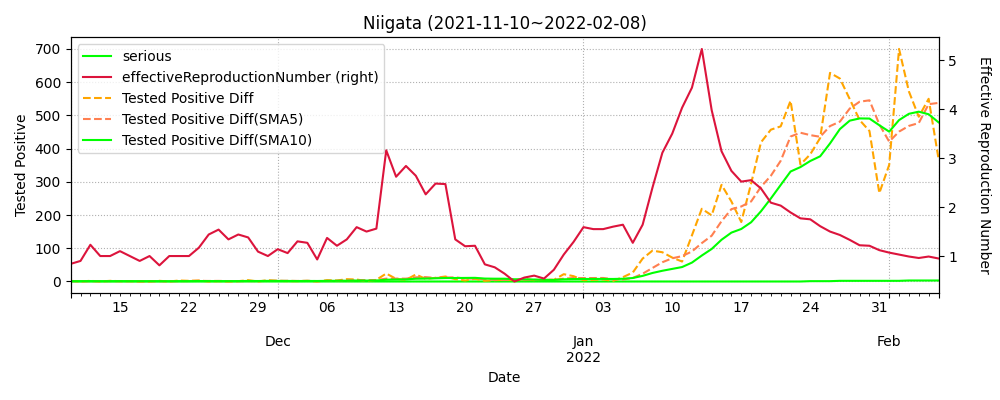 Niigata (2021-11-10~2022-02-08)
serious
effectiveReproductionNumber (right)
Tested Positive Diff
Tested Positive Diff(SMA5)
Tested Positive Diff(SMA10)
Tested Positive
700
600
500
400
300
200
100
0
5
4
3
2
1
Effective Reproduction Number
15 22 29 06 13 20 27 03 10 17 24 31
Dec Jan Feb
2022
Date